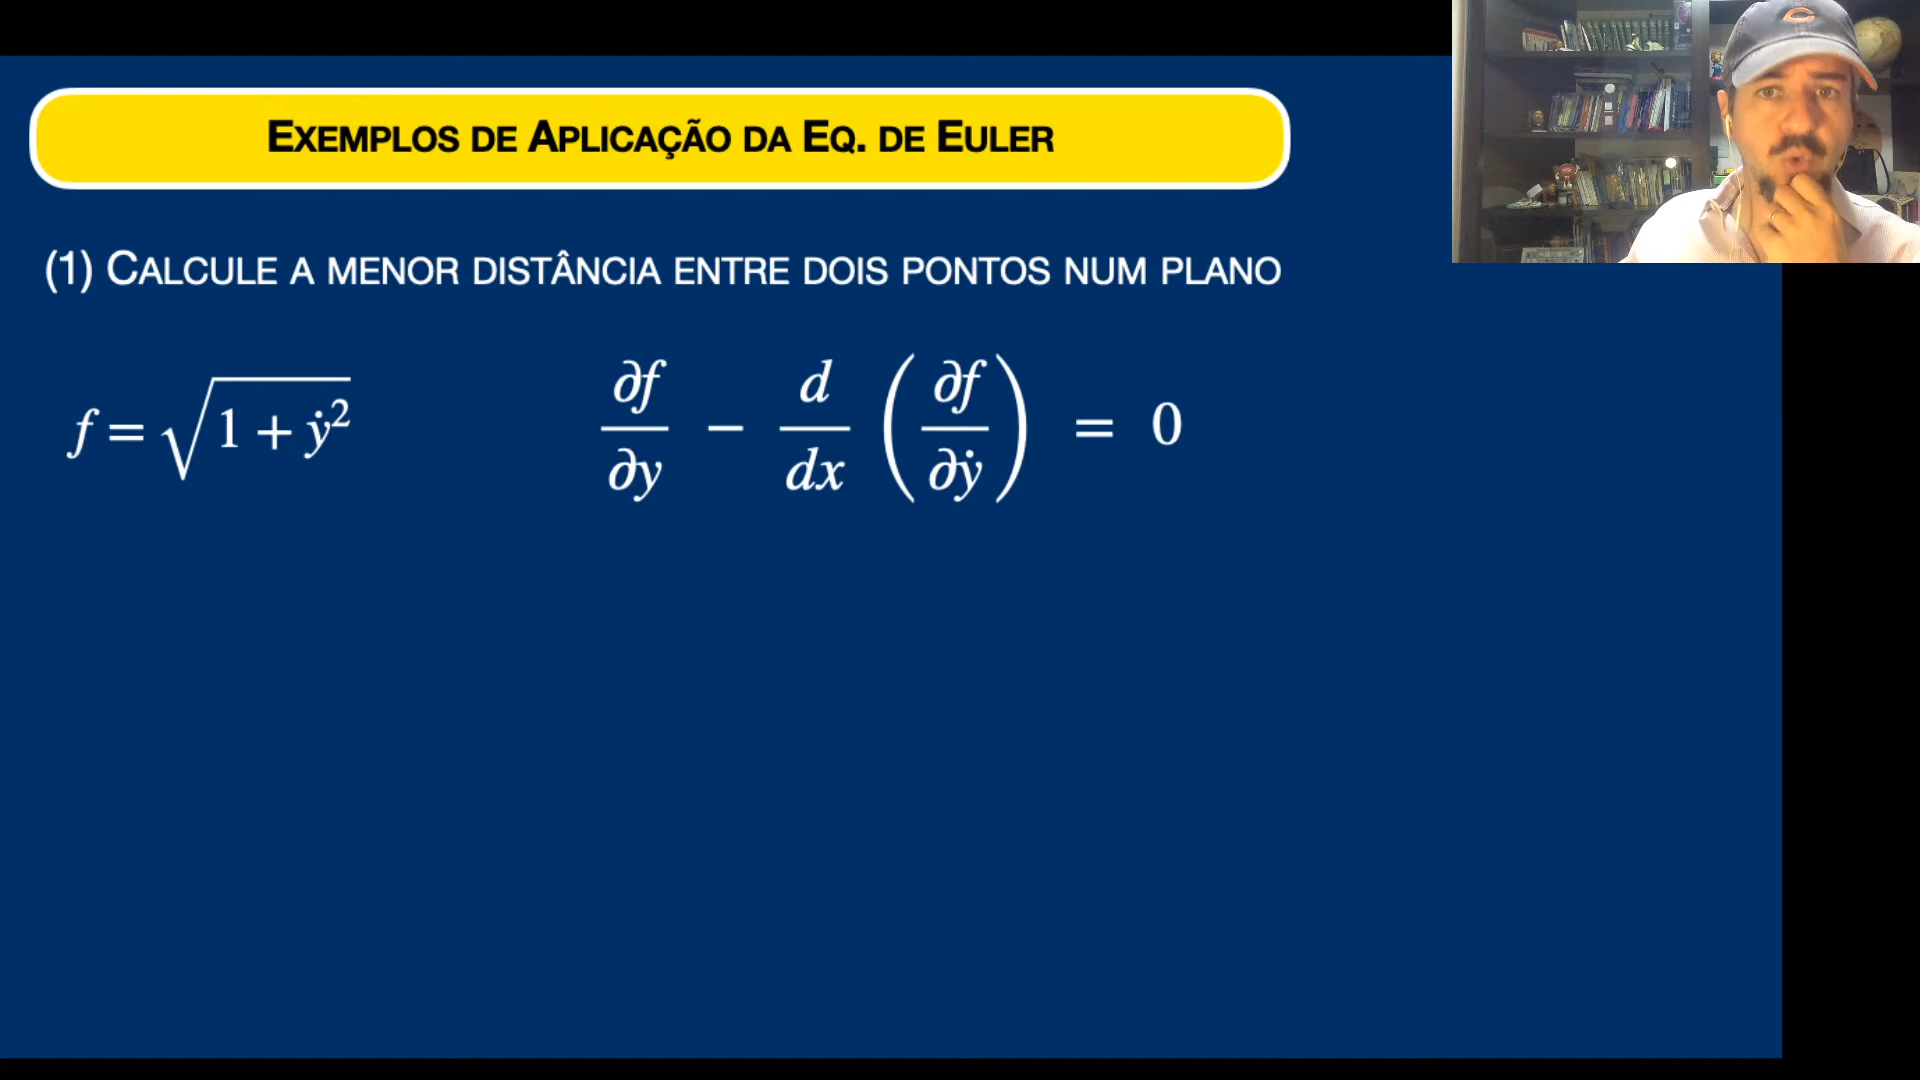 Exemplos de Aplicação da Eq. de Euler
(1) Calcule a menor distância entre dois pontos num plano
f = √(1 + ẏ²)    ∂f/∂y − d/dx (∂f/∂ẏ) = 0